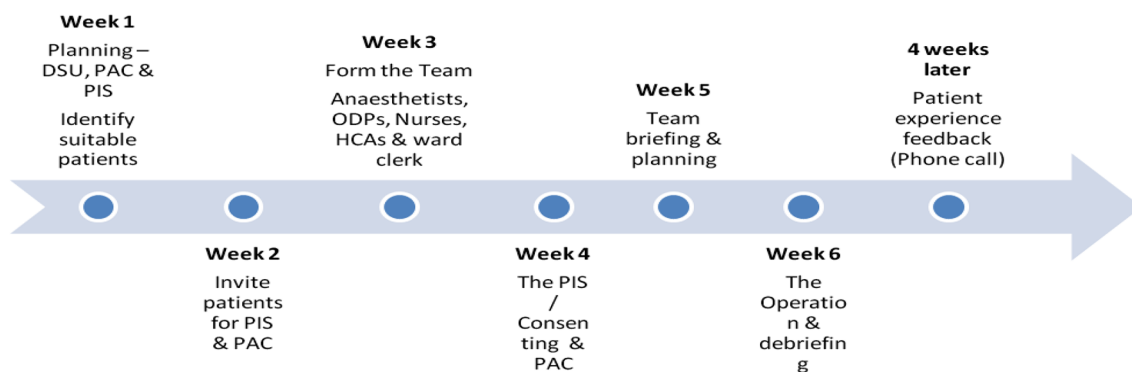 Week 1
Planning –
DSU, PAC &
PIS
Identify
suitable
patients
Week 2
Invite
patients
for PIS
& PAC
Week 3
Form the Team
Anaesthetists,
ODPs, Nurses,
HCAs & ward
clerk
Week 4
The PIS
/
Consen
ting & 
PAC
Week 5
Team
briefing &
planning
Week 6
The
Operatio
n &
debriefin
g
4 weeks
later
Patient
experience
feedback
(Phone call)